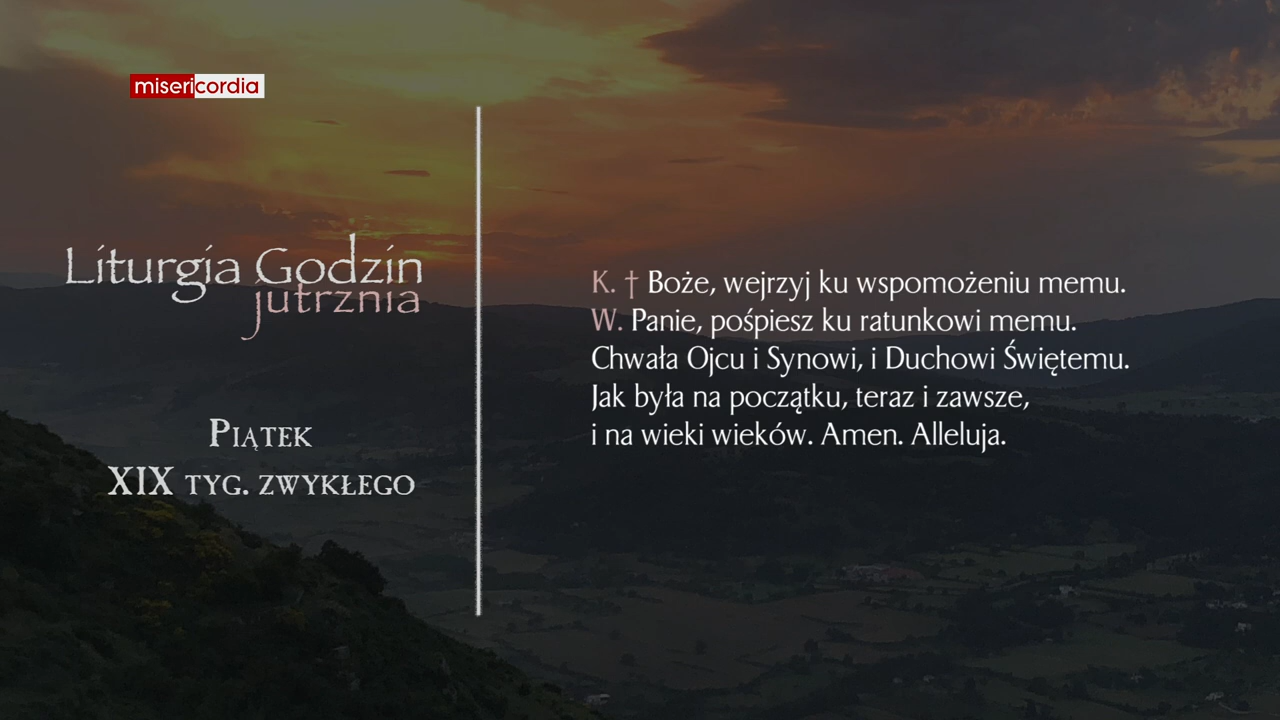 misericordia
Liturgia Godzin
jutrznia
Piątek
XIX tyg. zwykłego
K. † Boże, wejrzyj ku wspomożeniu memu.
W. Panie, pośpiesz ku ratunkowi memu.
Chwała Ojcu i Synowi, i Duchowi Świętemu.
Jak była na początku, teraz i zawsze,
i na wieki wieków. Amen. Alleluja.